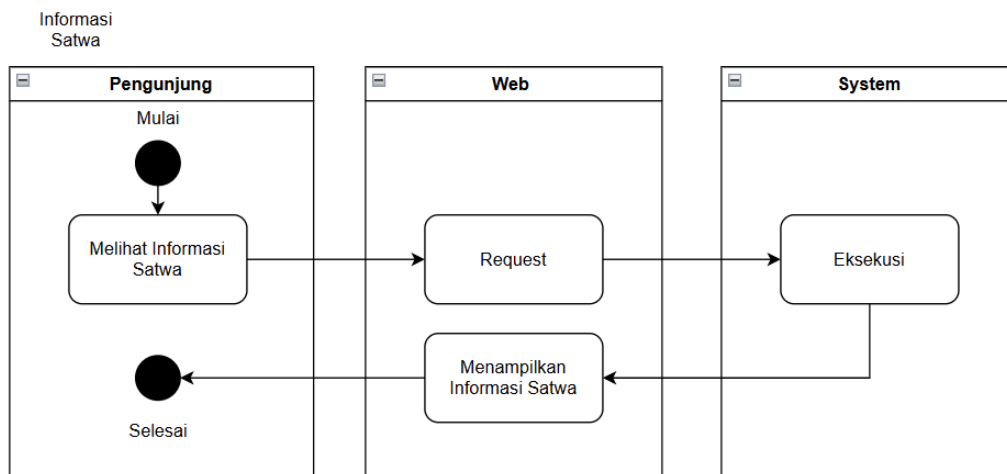 Informasi
Satwa
Pengunjung
Web
System
Mulai
Melihat Informasi
Satwa
Request
Eksekusi
Menampilkan
Informasi Satwa
Selesai